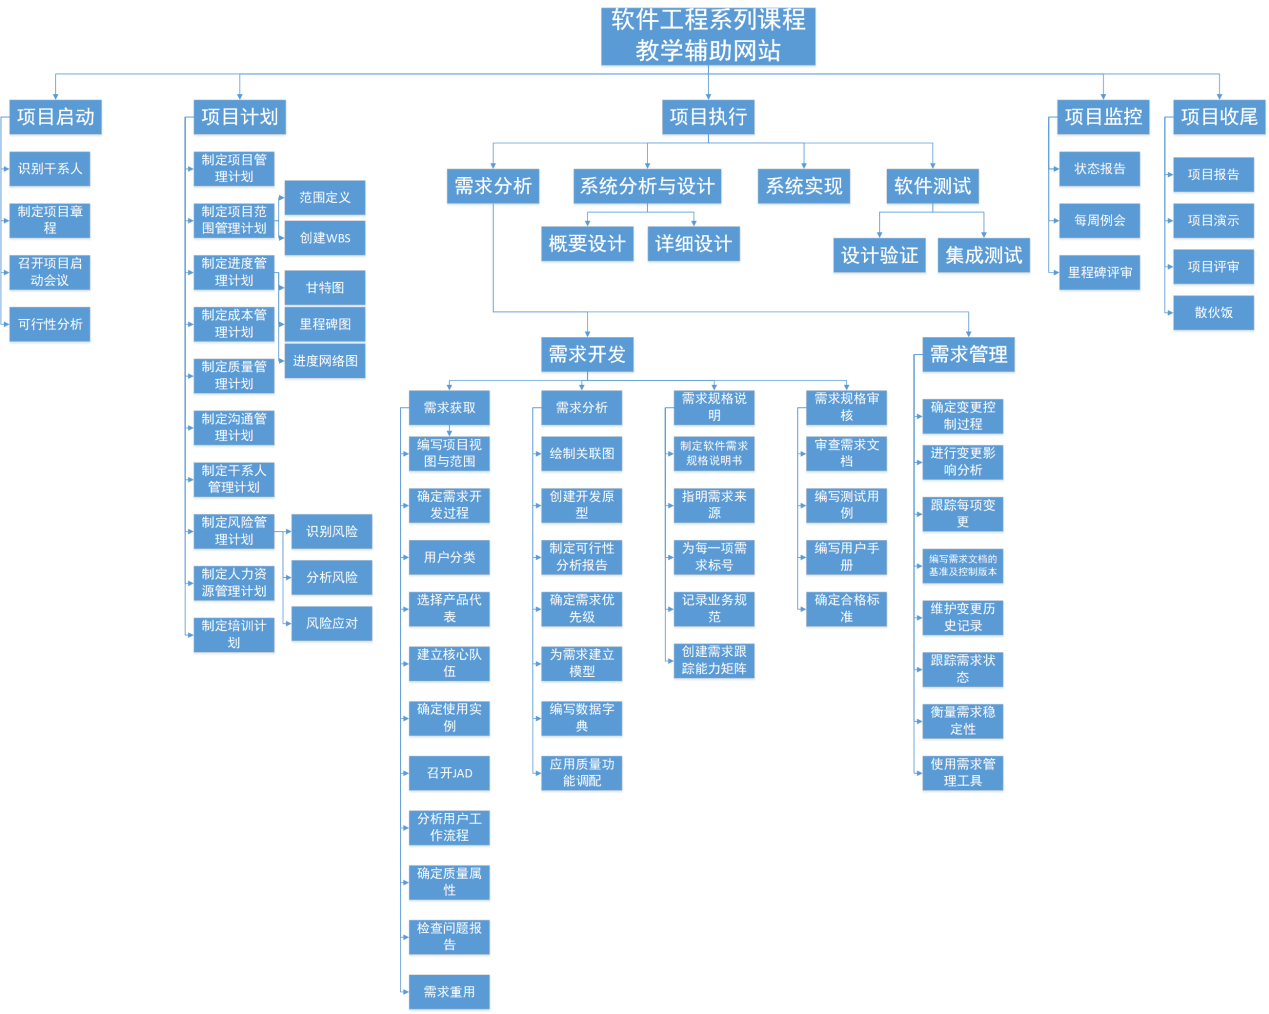 软件工程系列课程
教学辅助网站
项目启动
识别干系人
制定项目章
程
召开项目启
动会议
可行性分析
项目计划
制定项目管
理计划
制定项目范
围管理计划
范围定义
创建WBS
制定进度管
理计划
甘特图
里程碑图
进度网络图
制定成本管
理计划
制定质量管
理计划
制定沟通管
理计划
制定干系人
管理计划
制定风险管
理计划
识别风险
分析风险
风险应对
制定人力资
源管理计划
制定培训计
划
项目执行
需求分析
系统分析与设计
系统实现
软件测试
概要设计
详细设计
设计验证
集成测试
需求开发
需求管理
需求获取
编写项目视
图与范围
确定需求开
发过程
用户分类
选择产品代
表
建立核心队
伍
确定使用实
例
召开JAD
分析用户工
作流程
确定质量属
性
检查问题报
告
需求重用
需求分析
绘制关联图
创建开发原
型
制定可行性
分析报告
确定需求优
先级
为需求建立
模型
编写数据字
典
应用质量功
能调配
需求规格说
明
制定软件需求
规格说明书
指明需求来
源
为每一项需
求标号
记录业务规
范
创建需求跟
踪能力矩阵
需求规格审
核
审查需求文
档
编写测试用
例
编写用户手
册
确定合格标
准
确定变更控
制过程
进行变更影
响分析
跟踪每项变
更
编写需求文档的
基准及控制版本
维护变更历
史记录
跟踪需求状
态
衡量需求稳
定性
使用需求管
理工具
项目监控
状态报告
每周例会
里程碑评审
项目收尾
项目报告
项目演示
项目评审
散伙饭